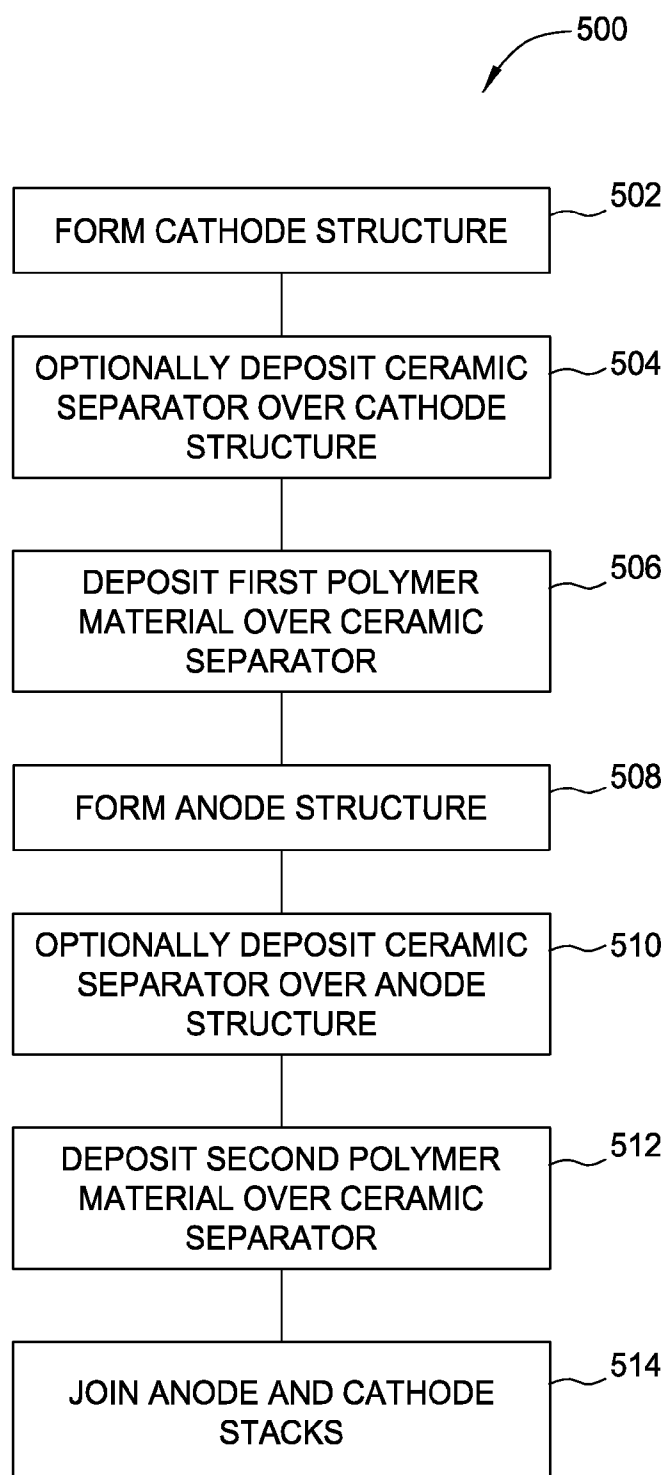 500
FORM CATHODE STRUCTURE
502
OPTIONALLY DEPOSIT CERAMIC
SEPARATOR OVER CATHODE
STRUCTURE
504
DEPOSIT FIRST POLYMER
MATERIAL OVER CERAMIC
SEPARATOR
506
FORM ANODE STRUCTURE
508
OPTIONALLY DEPOSIT CERAMIC
SEPARATOR OVER ANODE
STRUCTURE
510
DEPOSIT SECOND POLYMER
MATERIAL OVER CERAMIC
SEPARATOR
512
JOIN ANODE AND CATHODE
STACKS
514